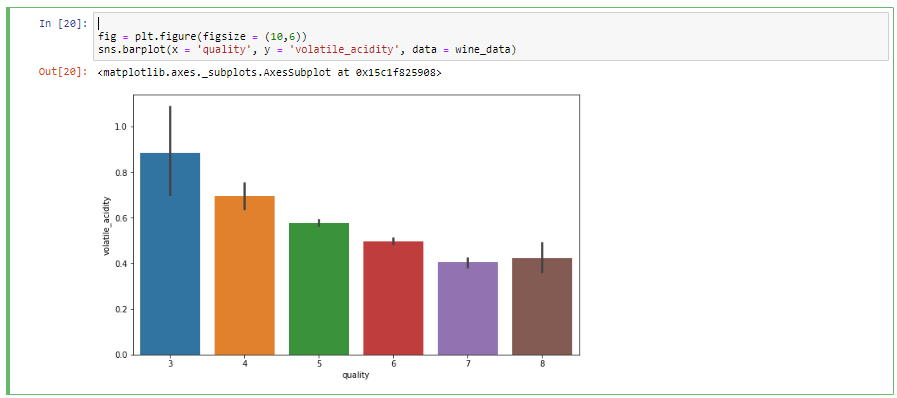 In [20]:
fig = plt.figure(figsize = (10,6))
sns.barplot(x = 'quality', y = 'volatile_acidity', data = wine_data)
Out[20]: <matplotlib.axes._subplots.AxesSubplot at 0x15c1f825908>
1.0
0.8
0.6
0.4
0.2
0.0
volatile_acidity
3 4 5 6 7 8
quality